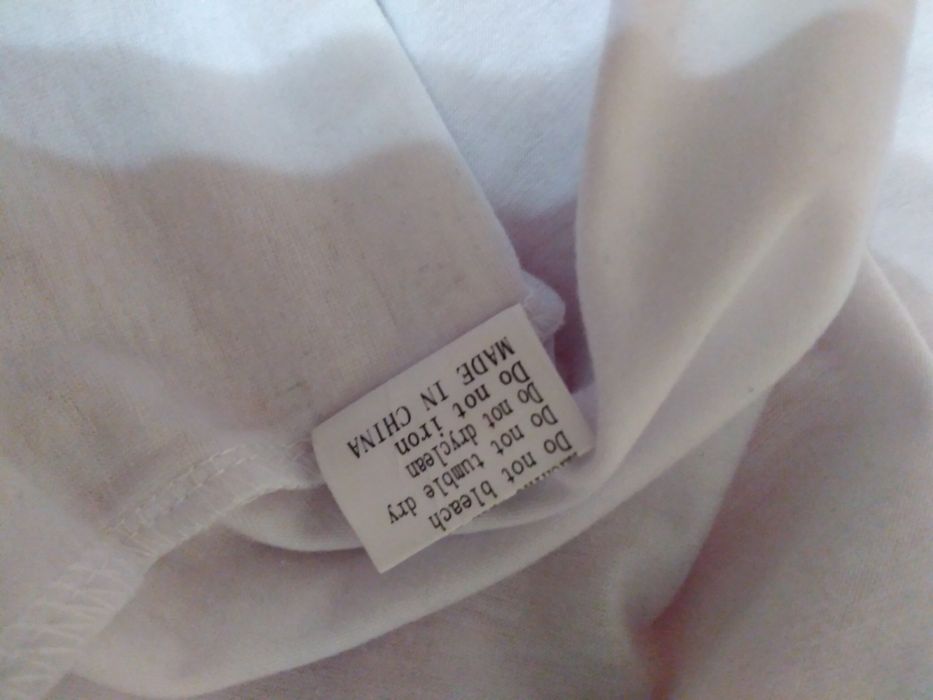 Do not bleach
Do not tumble dry
Do not dryclean
Do not iron
MADE IN CHINA